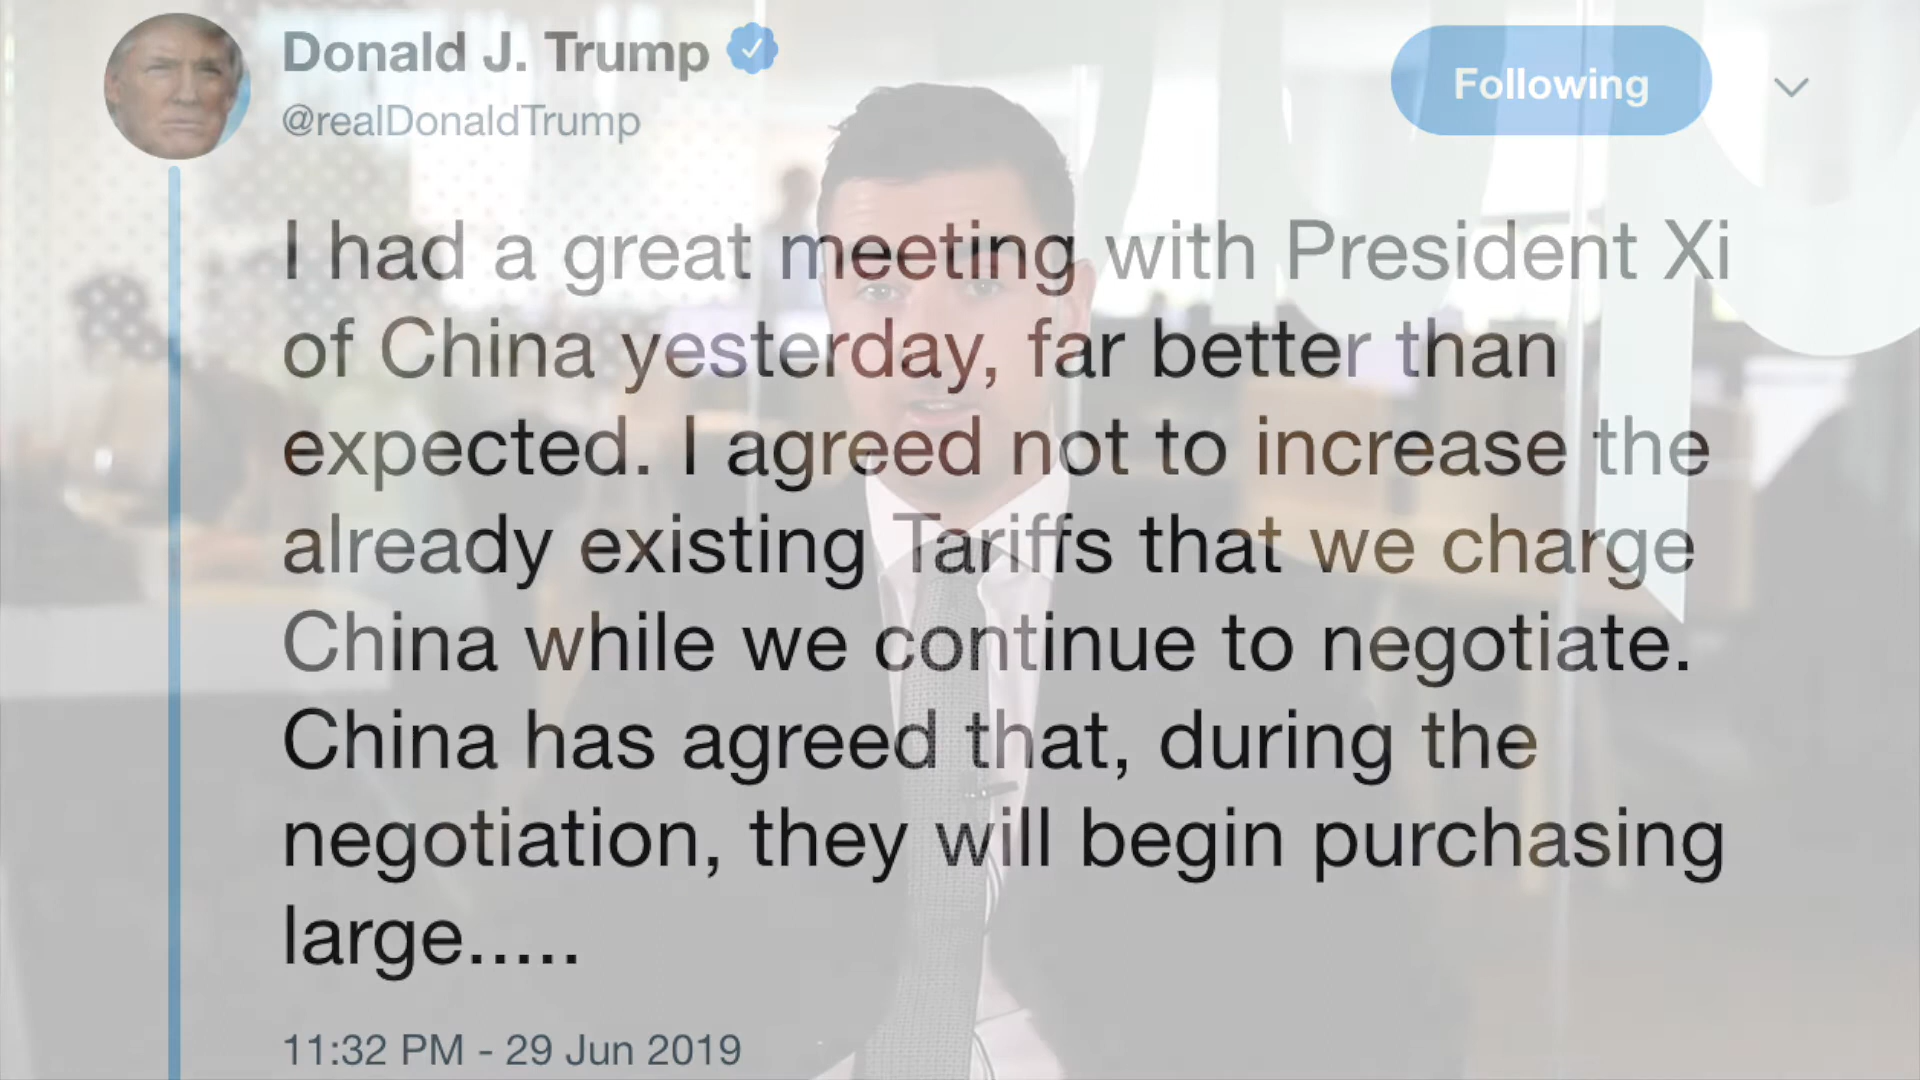 Donald J. Trump
@realDonaldTrump
Following
I had a great meeting with President Xi
of China yesterday, far better than
expected. I agreed not to increase the
already existing Tariffs that we charge
China while we continue to negotiate.
China has agreed that, during the
negotiation, they will begin purchasing
large.....
11:32 PM - 29 Jun 2019